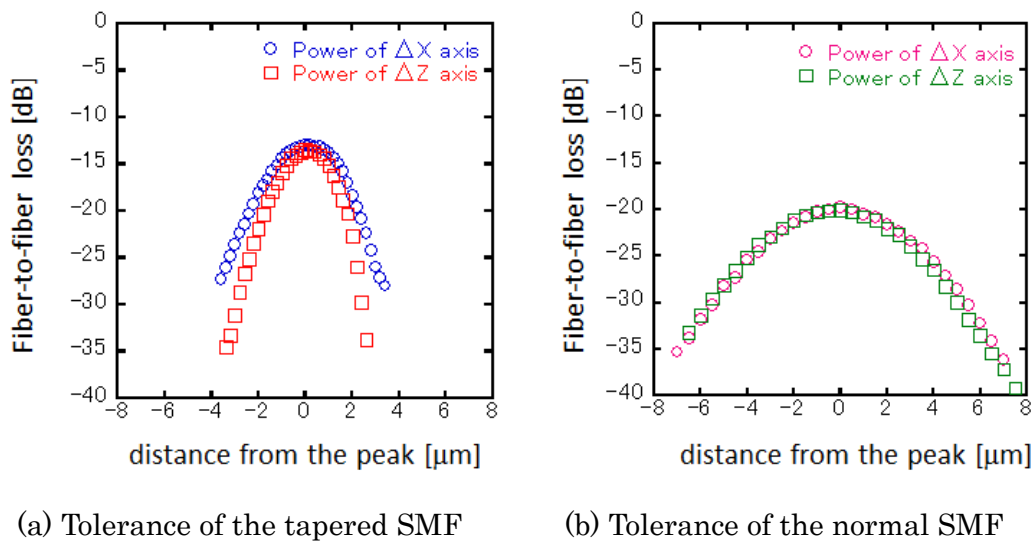 0
−5
−10
−15
−20
−25
−30
−35
−40
Fiber-to-fiber loss [dB]
Power of △X axis
Power of △Z axis
−8 −6 −4 −2 0 2 4 6 8
distance from the peak [μm]
(a) Tolerance of the tapered SMF
0
−5
−10
−15
−20
−25
−30
−35
−40
Fiber-to-fiber loss [dB]
Power of △X axis
Power of △Z axis
−8 −6 −4 −2 0 2 4 6 8
distance from the peak [μm]
(b) Tolerance of the normal SMF